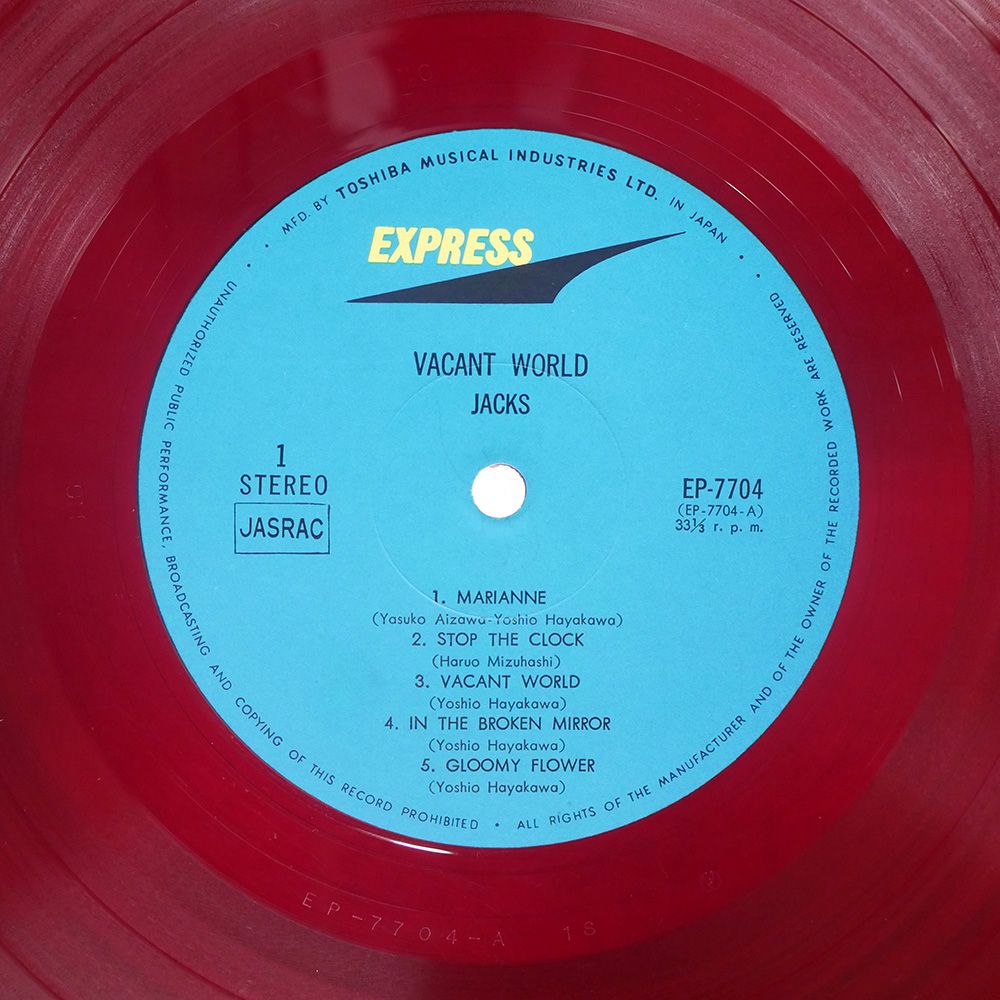 MFD. BY TOSHIBA MUSICAL INDUSTRIES LTD. IN JAPAN
EXPRESS
VACANT WORLD
JACKS
1
STEREO
JASRAC
EP-7704
(EP-7704-A)
33⅓ r. p. m.
1. MARIANNE
(Yasuko Aizawa-Yoshio Hayakawa)
2. STOP THE CLOCK
(Haruo Mizuhashi)
3. VACANT WORLD
(Yoshio Hayakawa)
4. IN THE BROKEN MIRROR
(Yoshio Hayakawa)
5. GLOOMY FLOWER
(Yoshio Hayakawa)
UNAUTHORIZED PUBLIC PERFORMANCE, BROADCASTING AND COPYING OF THIS RECORD PROHIBITED • ALL RIGHTS OF THE MANUFACTURER AND OF THE OWNER OF THE RECORDED WORK ARE RESERVED
EP-7704-A 18